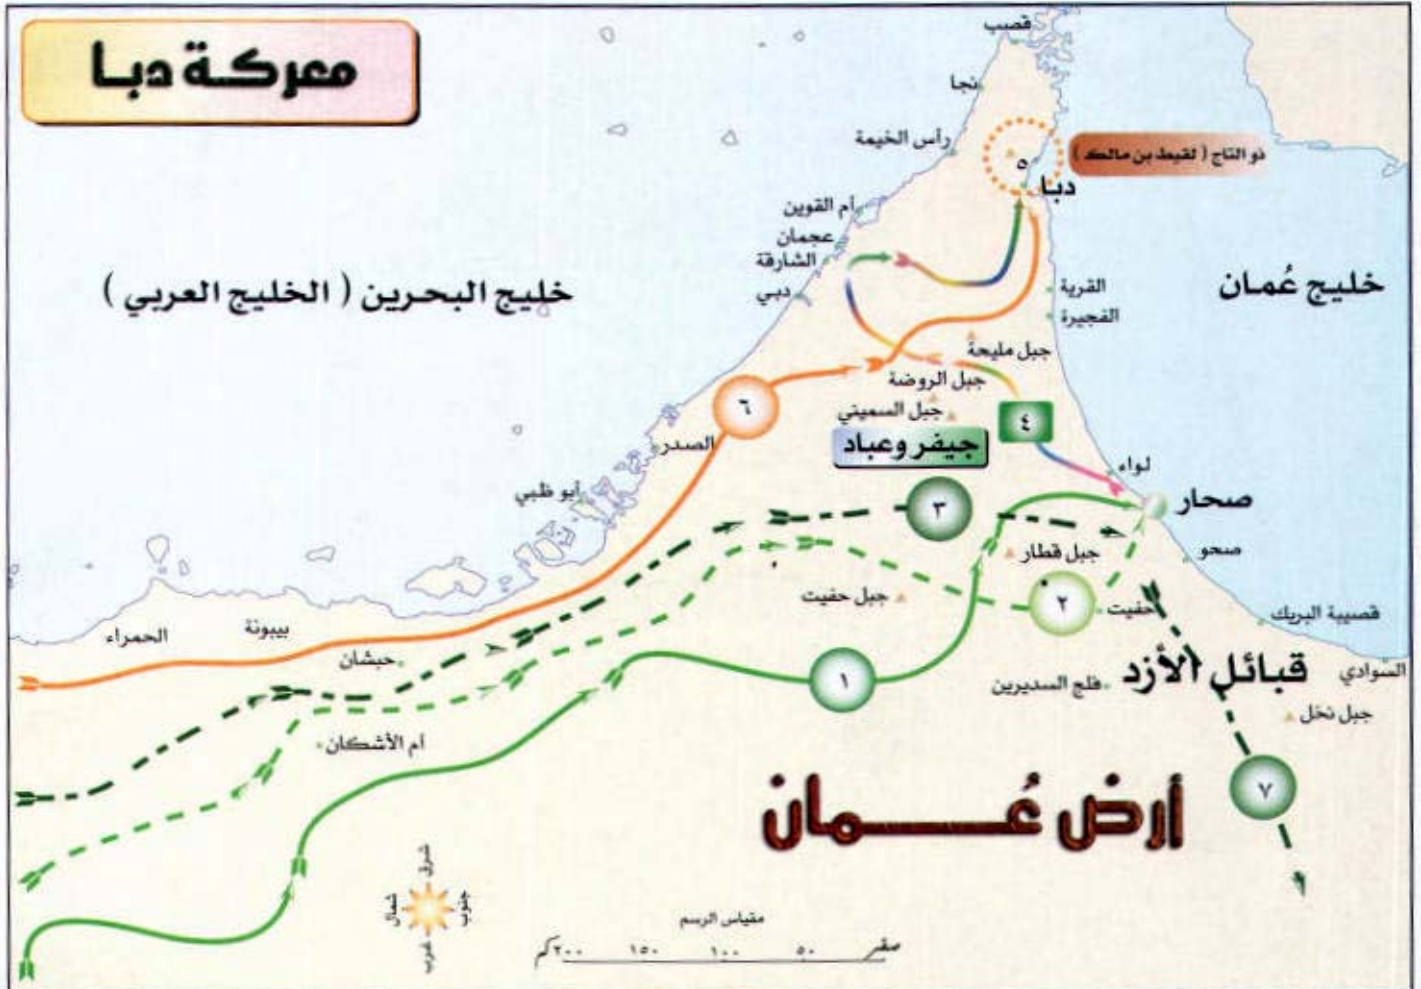 معركة دبا
قصب
نجا
رأس الخيمة
ذو التاج ( لقيط بن مالك )
٥
دبا
أم القوين
عجمان
الشارقة
دبي
خليج البحرين ( الخليج العربي )
خليج عُمان
القرية
الفجيرة
جبل مليحة
جبل الروضة
جبل السميني
٦
٤
جيفر وعباد
الصدر
لواء
أبو ظبي
صحار
٣
صحو
جبل قطار
جبل حفيت
٢
حفيت
قصيبة البريك
الحمراء
بيبونة
حبشان
١
فلج السديرين
قبائل الأزد
السوادي
جبل نخل
أم الأشكان
٧
أرض عُمان
شرق
شمال
جنوب
غرب
مقياس الرسم
صفر ٥٠ ١٠٠ ١٥٠ ٢٠٠كم